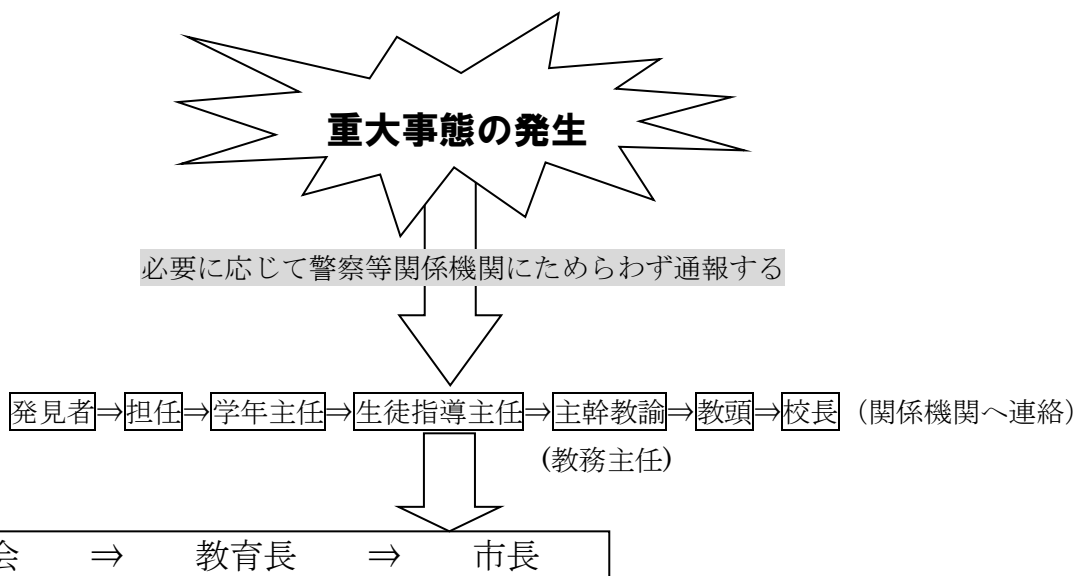 重大事態の発生
必要に応じて警察等関係機関にためらわず通報する
発見者⇒担任⇒学年主任⇒生徒指導主任⇒主幹教諭⇒教頭⇒校長（関係機関へ連絡）
(教務主任)
会 ⇒ 教育長 ⇒ 市長